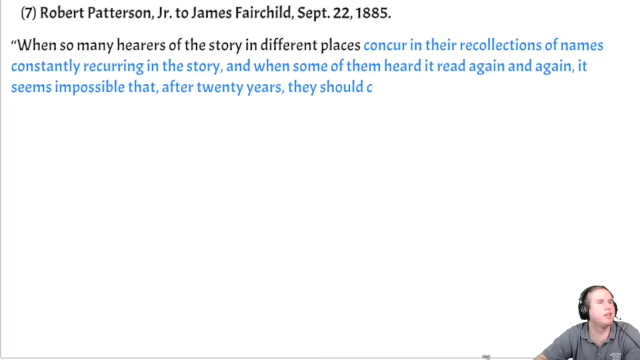 (7) Robert Patterson, Jr. to James Fairchild, Sept. 22, 1885.
“When so many hearers of the story in different places concur in their recollections of names
constantly recurring in the story, and when some of them heard it read again and again, it
seems impossible that, after twenty years, they should c